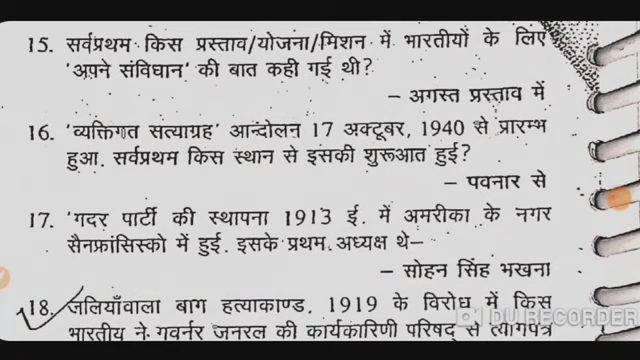 15. सर्वप्रथम किस प्रस्ताव/योजना/मिशन में भारतीयों के लिए
'अपने संविधान' की बात कही गई थी?
– अगस्त प्रस्ताव में
16. 'व्यक्तिगत सत्याग्रह' आन्दोलन 17 अक्टूबर, 1940 से प्रारम्भ
हुआ. सर्वप्रथम किस स्थान से इसकी शुरूआत हुई?
– पवनार से
17. 'गदर पार्टी की स्थापना 1913 ई. में अमरीका के नगर
सैनफ्रांसिस्को में हुई. इसके प्रथम अध्यक्ष थे–
– सोहन सिंह भखना
18. जलियाँवाला बाग हत्याकाण्ड, 1919 के विरोध में किस
DU RECORDER
भारतीय ने गवर्नर जनरल की कार्यकारिणी परिषद् से त्यागपत्र